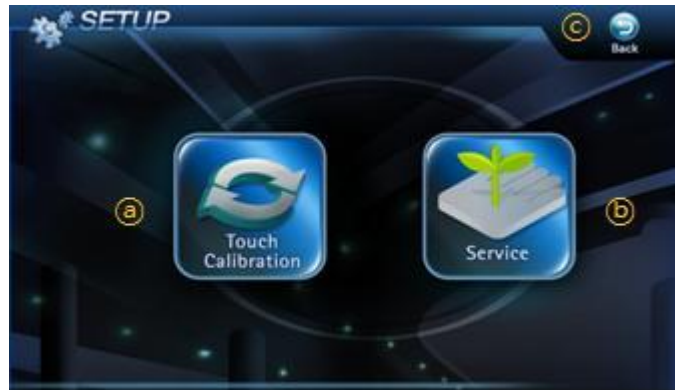 SETUP
ⓒ
Back
ⓐ
Touch
Calibration
Service
ⓑ